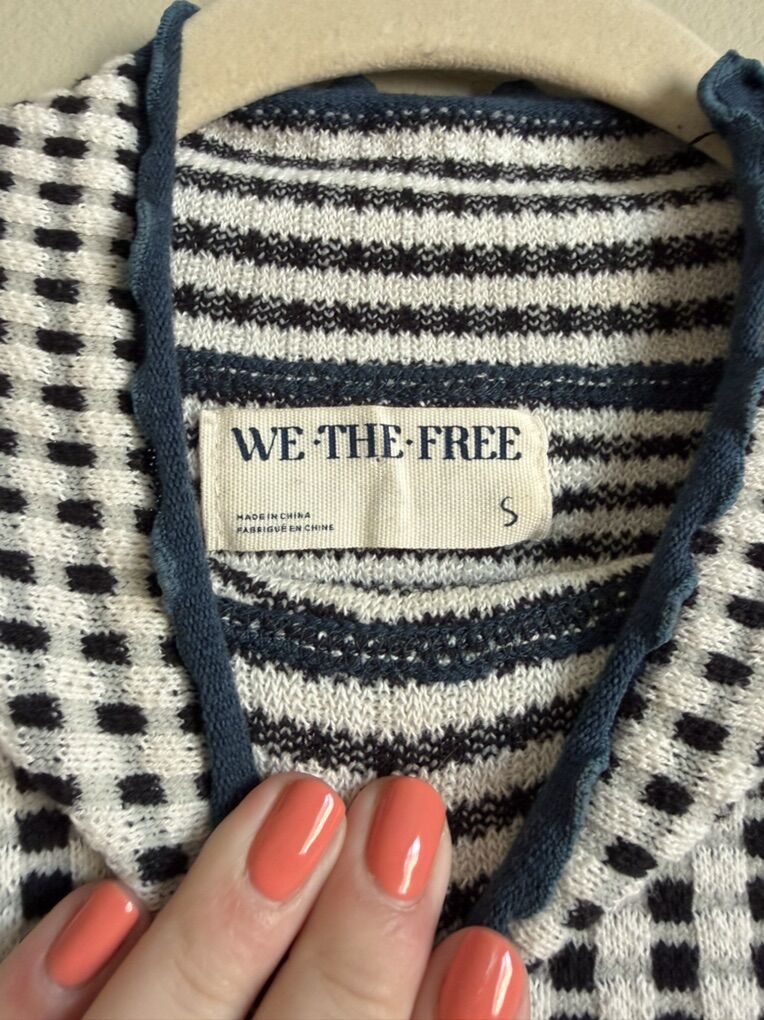 WE·THE·FREE
S
MADE IN CHINA
FABRIQUÉ EN CHINE